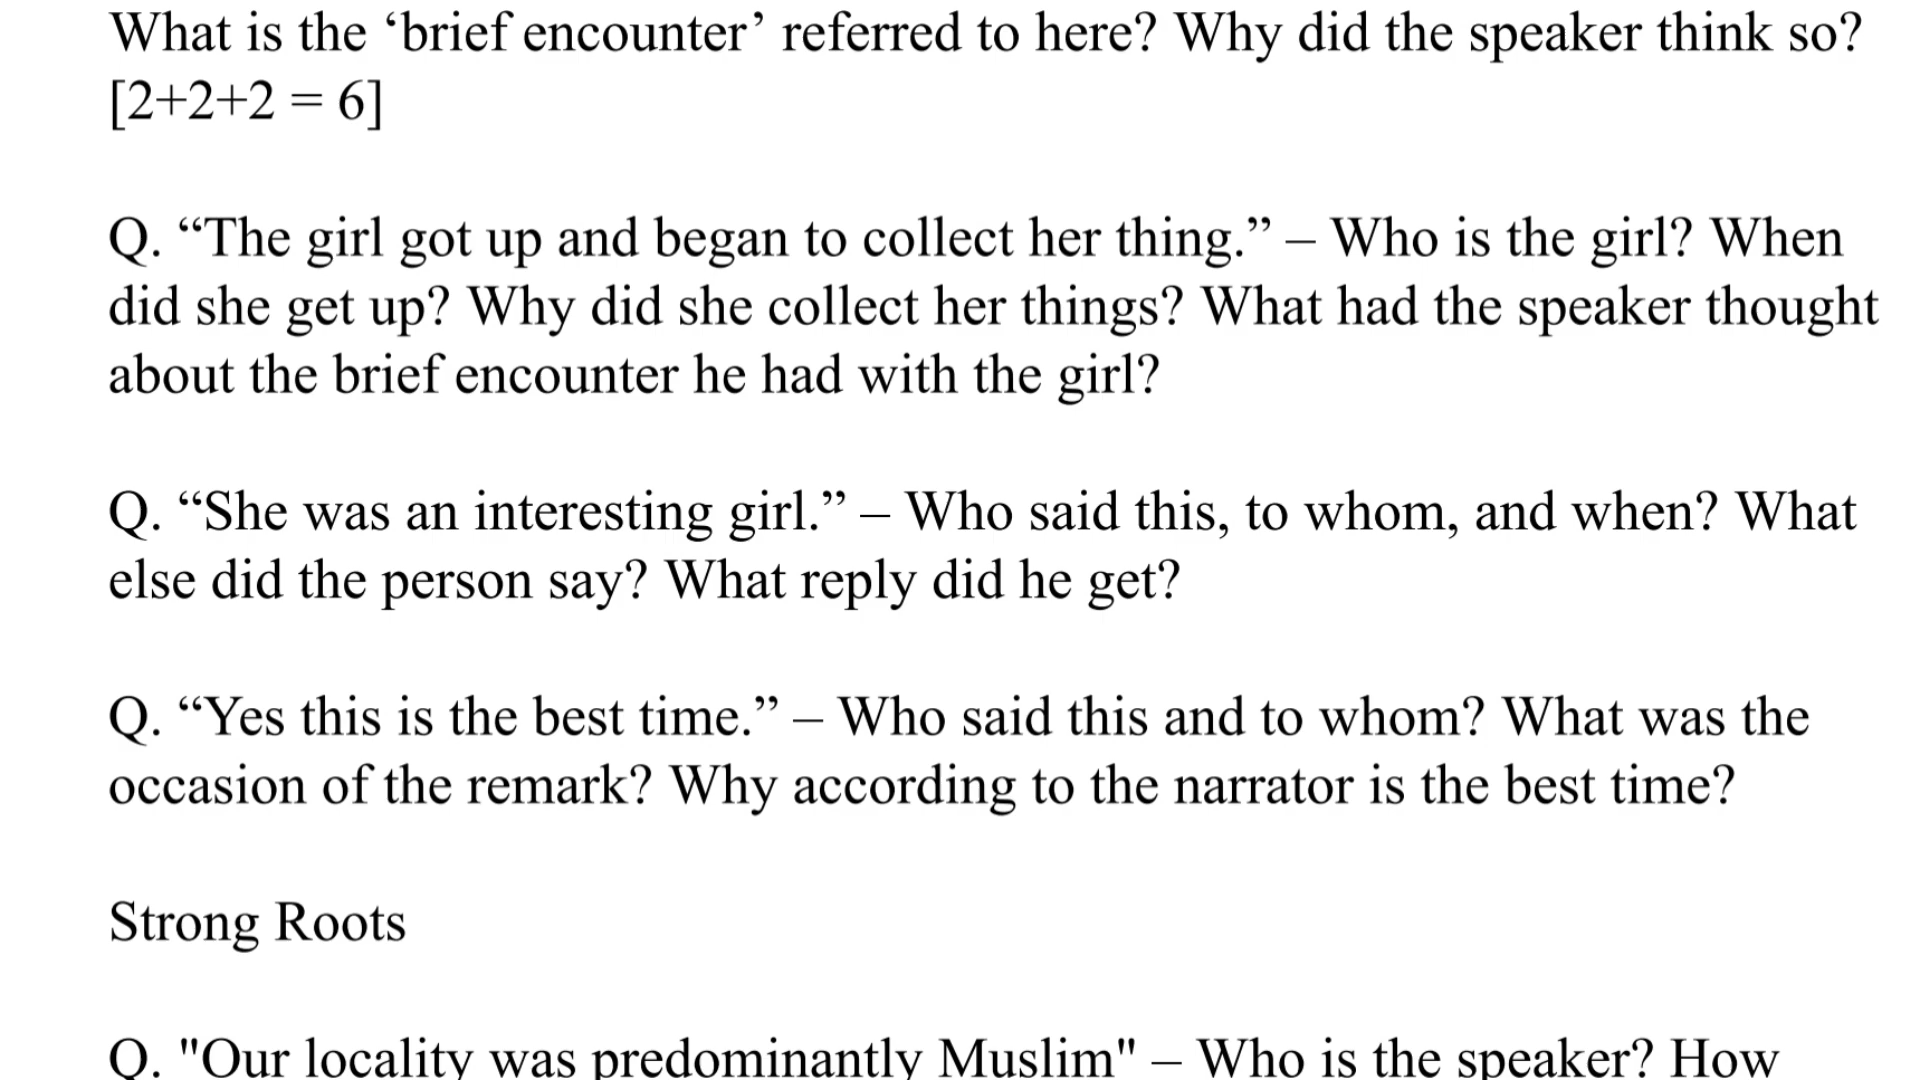 What is the ‘brief encounter’ referred to here? Why did the speaker think so?
[2+2+2 = 6]
Q. “The girl got up and began to collect her thing.” – Who is the girl? When
did she get up? Why did she collect her things? What had the speaker thought
about the brief encounter he had with the girl?
Q. “She was an interesting girl.” – Who said this, to whom, and when? What
else did the person say? What reply did he get?
Q. “Yes this is the best time.” – Who said this and to whom? What was the
occasion of the remark? Why according to the narrator is the best time?
Strong Roots
Q. "Our locality was predominantly Muslim" – Who is the speaker? How